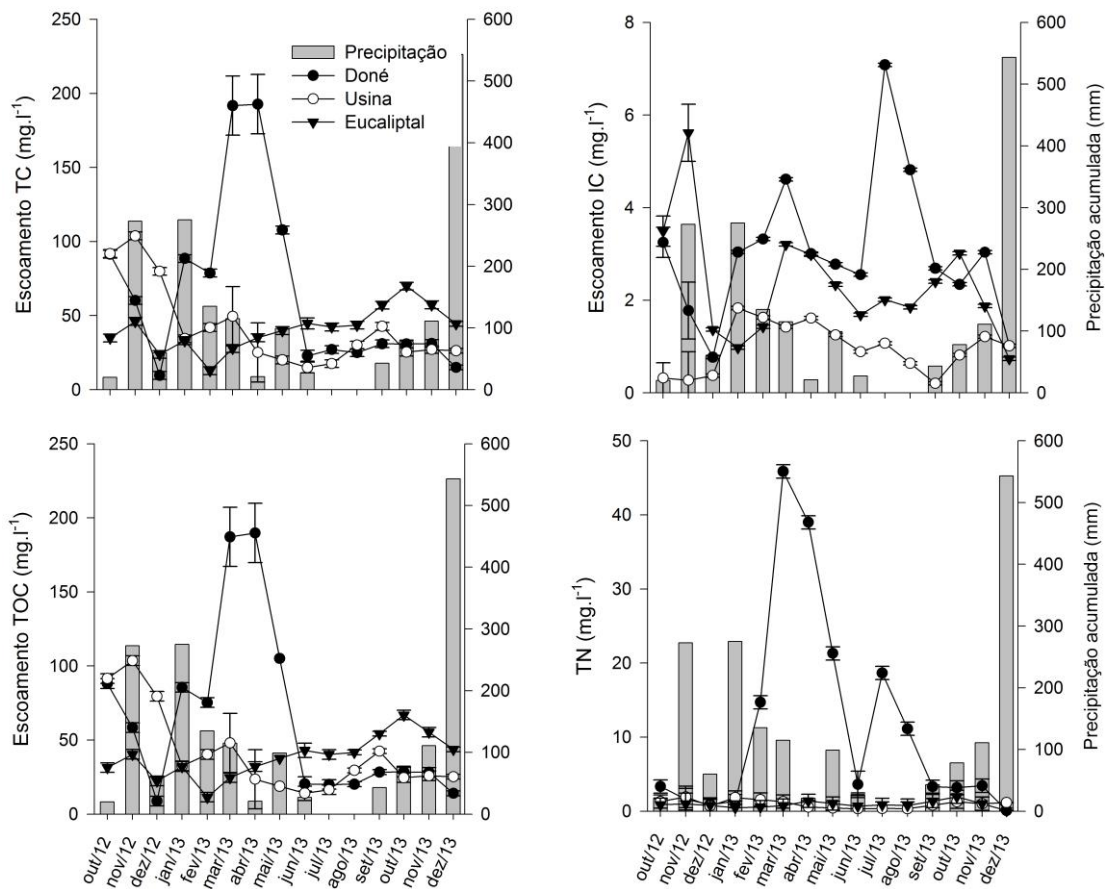 250
200
150
100
50
0
Escoamento TC (mg.l-1)
600
500
400
300
200
100
0
Precipitação
Doné
Usina
Eucaliptal
8
6
4
2
0
Escoamento IC (mg.l-1)
600
500
400
300
200
100
0
Precipitação acumulada (mm)
250
200
150
100
50
0
Escoamento TOC (mg.l-1)
600
500
400
300
200
100
0
out/12
nov/12
dez/12
jan/13
fev/13
mar/13
abr/13
mai/13
jun/13
jul/13
ago/13
set/13
out/13
nov/13
dez/13
50
40
30
20
10
0
TN (mg.l-1)
600
500
400
300
200
100
0
Precipitação acumulada (mm)
out/12
nov/12
dez/12
jan/13
fev/13
mar/13
abr/13
mai/13
jun/13
jul/13
ago/13
set/13
out/13
nov/13
dez/13